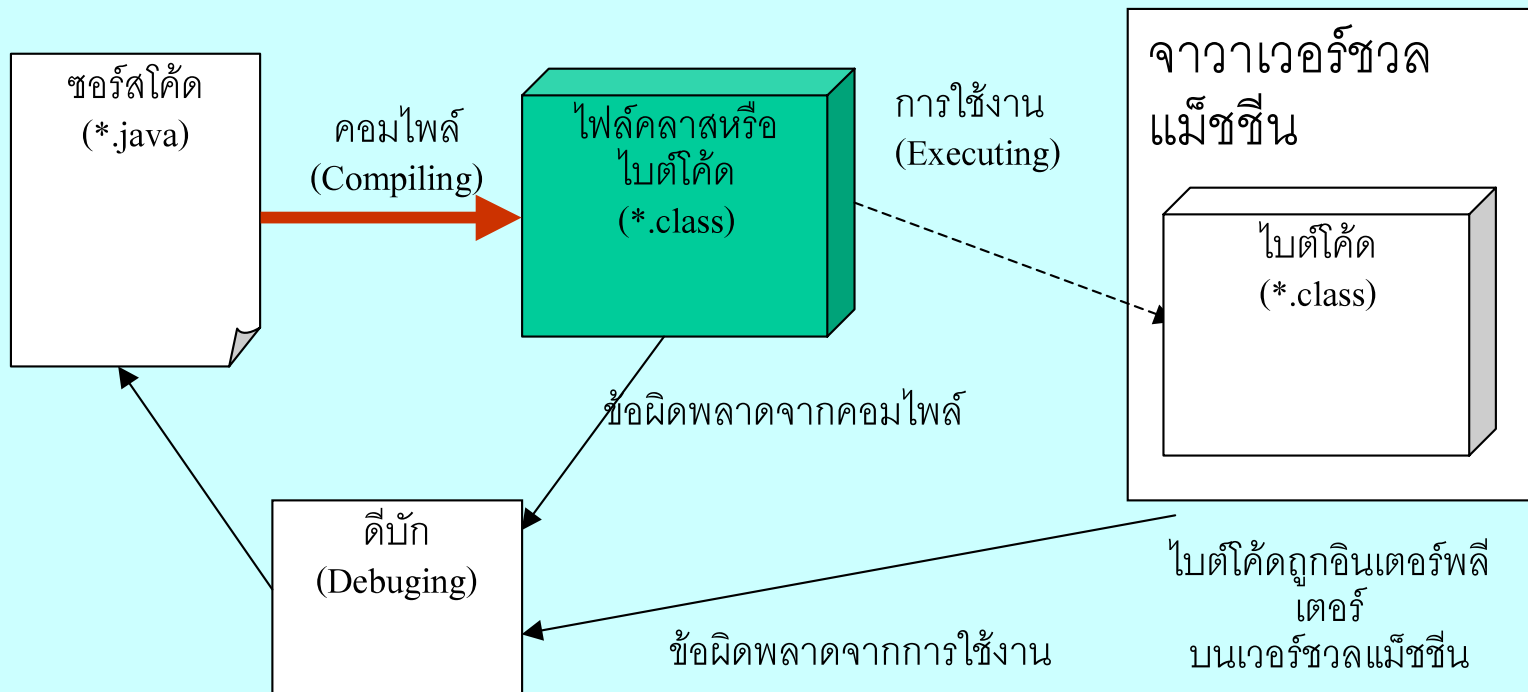 ซอร์สโค้ด
(*.java)
คอมไพล์
(Compiling)
ไฟล์คลาสหรือ
ไบต์โค้ด
(*.class)
การใช้งาน
(Executing)
จาวาเวอร์ชวล
แม็ชชีน
ไบต์โค้ด
(*.class)
ข้อผิดพลาดจากคอมไพล์
ดีบัก
(Debuging)
ข้อผิดพลาดจากการใช้งาน
ไบต์โค้ดถูกอินเตอร์พลี
เตอร์
บนเวอร์ชวลแม็ชชีน